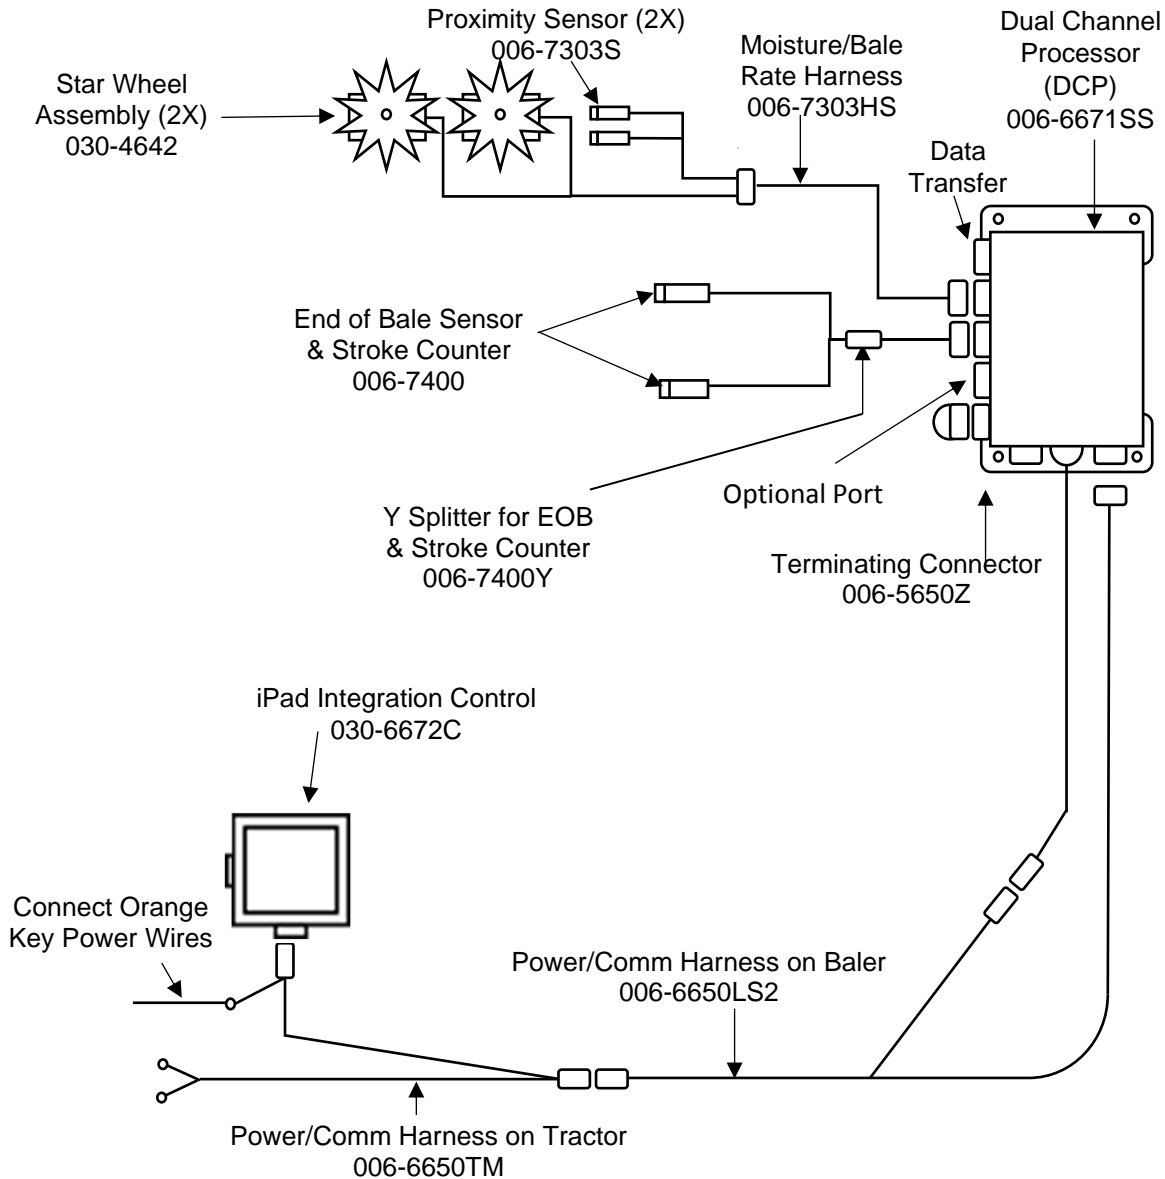 Proximity Sensor (2X)
006-7303S
Dual Channel
Processor
(DCP)
006-6671SS
Moisture/Bale
Rate Harness
006-7303HS
Star Wheel
Assembly (2X)
030-4642
Data
Transfer
End of Bale Sensor
& Stroke Counter
006-7400
Optional Port
Y Splitter for EOB
& Stroke Counter
006-7400Y
Terminating Connector
006-5650Z
iPad Integration Control
030-6672C
Connect Orange
Key Power Wires
Power/Comm Harness on Baler
006-6650LS2
Power/Comm Harness on Tractor
006-6650TM